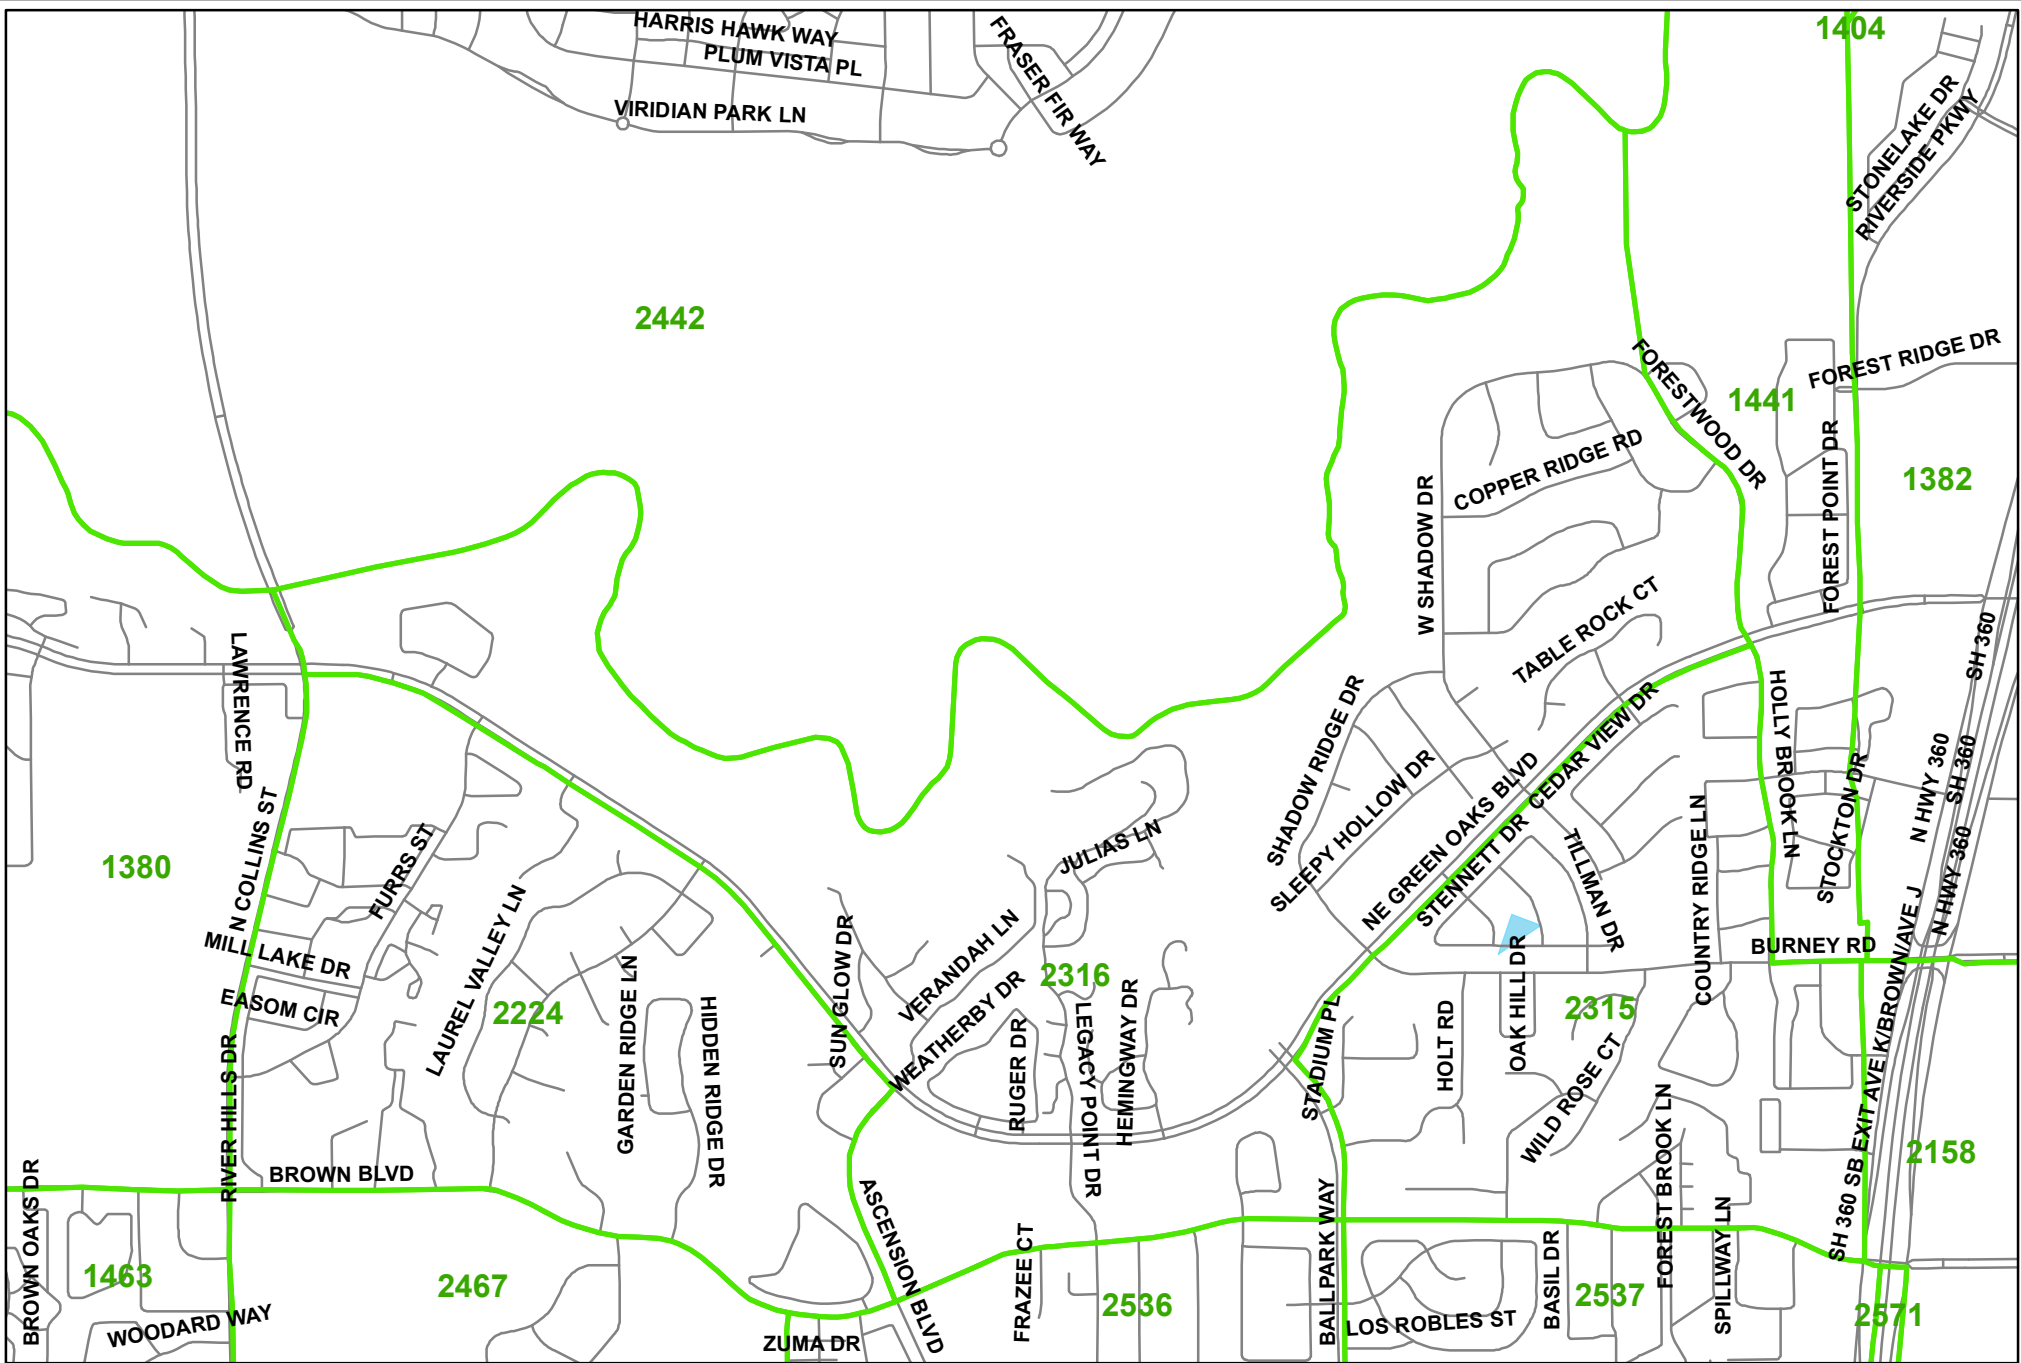 1404
HARRIS HAWK WAY
PLUM VISTA PL
FRASER FIR WAY
VIRIDIAN PARK LN
STONELAKE DR
RIVERSIDE PKWY
2442
FORESTWOOD DR
FOREST RIDGE DR
1441
COPPER RIDGE RD
FOREST POINT DR
1382
W SHADOW DR
TABLE ROCK CT
LAWRENCE RD
SH 360
SHADOW RIDGE DR
SLEEPY HOLLOW DR
NE GREEN OAKS BLVD
CEDAR VIEW DR
STENNETT DR
HOLLY BROOK LN
STOCKTON DR
N HWY 360
SH 360
N HWY 360
1380
N COLLINS ST
FURRS ST
JULIAS LN
TILLMAN DR
COUNTRY RIDGE LN
MILL LAKE DR
EASOM CIR
LAUREL VALLEY LN
2224
GARDEN RIDGE LN
HIDDEN RIDGE DR
SUN GLOW DR
VERANDAH LN
WEATHERBY DR
2316
LEGACY POINT DR
RUGER DR
HEMINGWAY DR
STADIUM PL
HOLT RD
OAK HILL DR
2315
WILD ROSE CT
BURNEY RD
SH 360 SB EXIT AVE K/BROWN/AVE J
RIVER HILLS DR
BROWN BLVD
BROWN OAKS DR
FOREST BROOK LN
2158
1463
WOODARD WAY
2467
ASCENSION BLVD
ZUMA DR
FRAZEE CT
2536
BALLPARK WAY
LOS ROBLES ST
BASIL DR
2537
SPILLWAY LN
2571